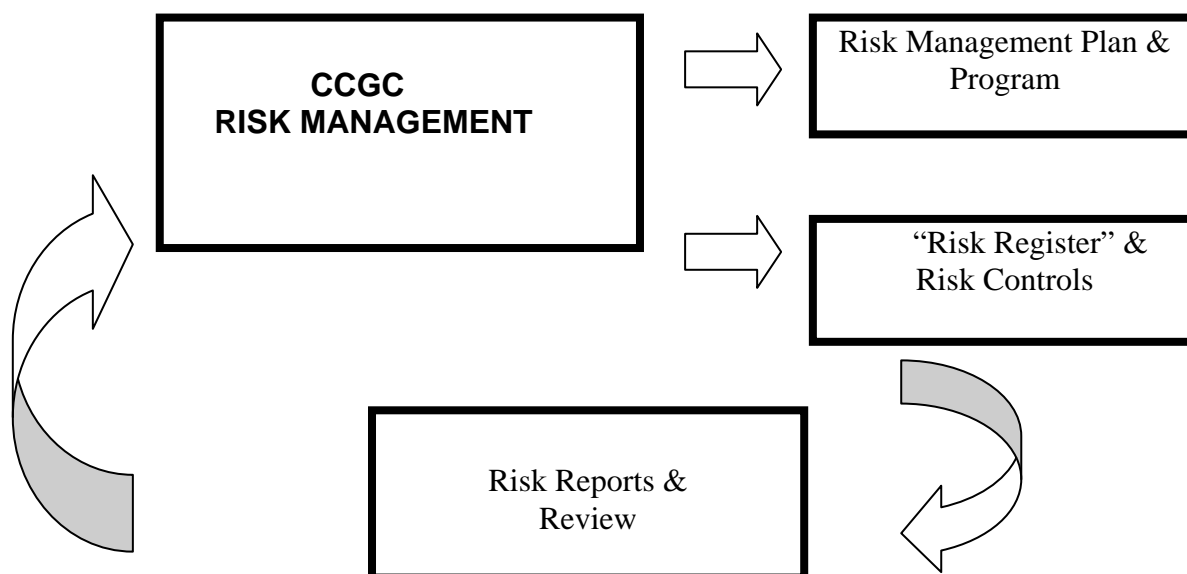 CCGC
RISK MANAGEMENT
Risk Management Plan &
Program
“Risk Register” &
Risk Controls
Risk Reports &
Review